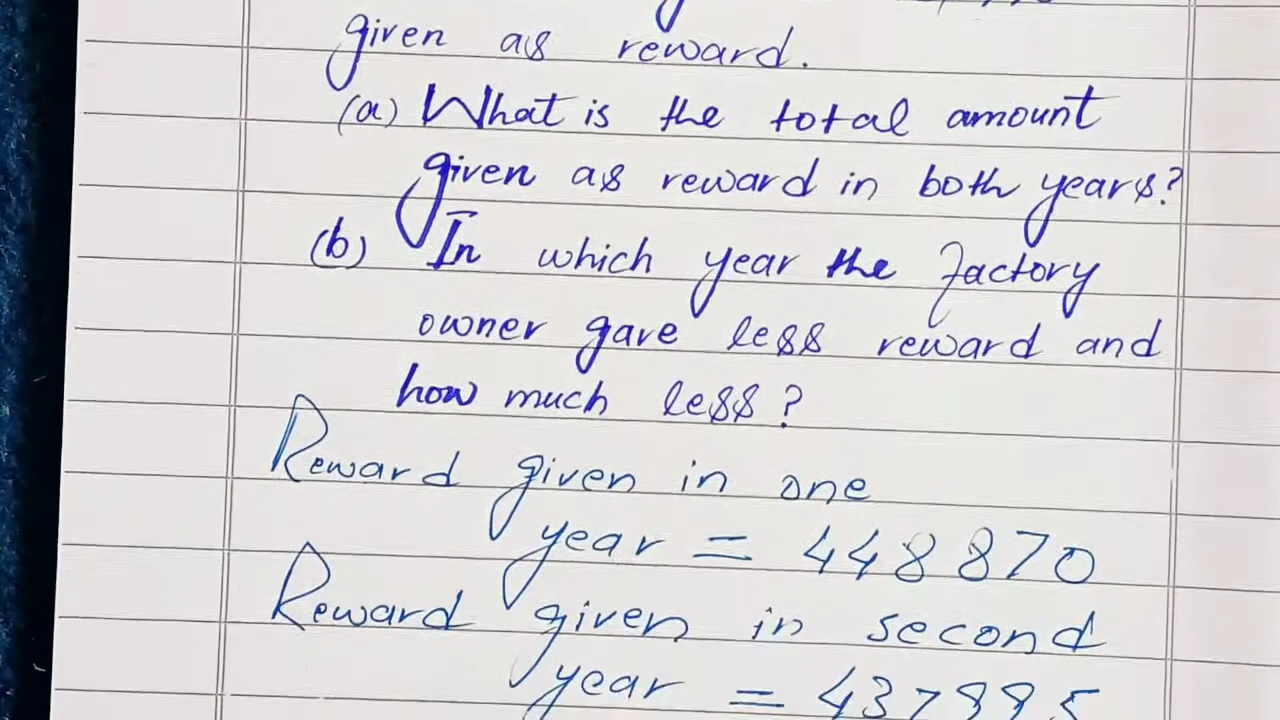 given as reward.
(a) What is the total amount
given as reward in both years?
(b) In which year the factory
owner gave less reward and
how much less?
Reward given in one
year = 448870
Reward given in second
year =